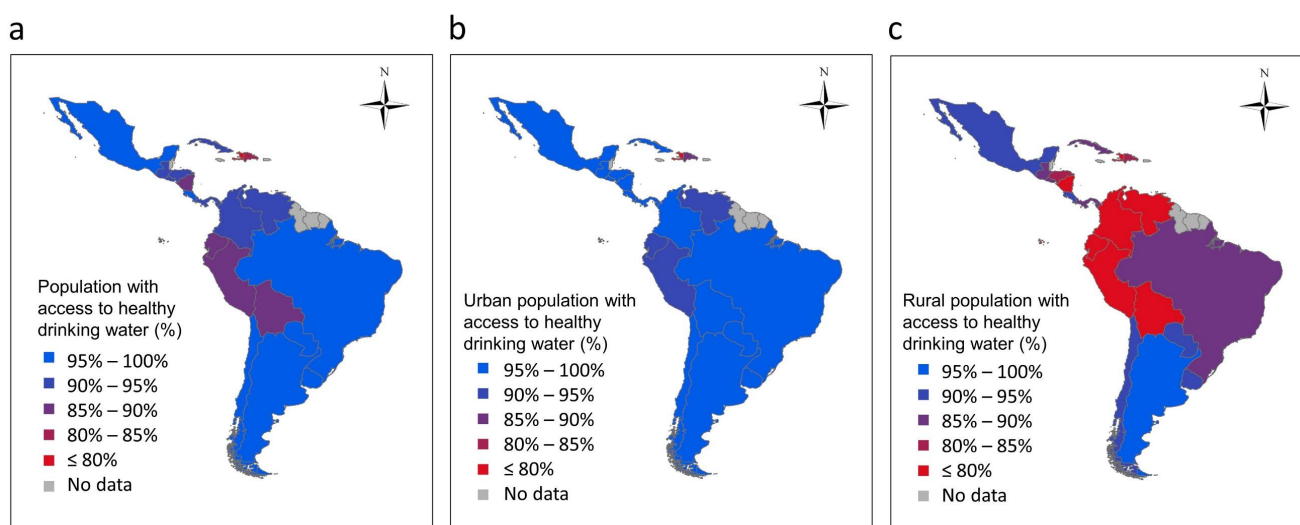 a
N
Population with
access to healthy
drinking water (%)
95% – 100%
90% – 95%
85% – 90%
80% – 85%
≤ 80%
No data
b
N
Urban population with
access to healthy
drinking water (%)
95% – 100%
90% – 95%
85% – 90%
80% – 85%
≤ 80%
No data
c
N
Rural population with
access to healthy
drinking water (%)
95% – 100%
90% – 95%
85% – 90%
80% – 85%
≤ 80%
No data